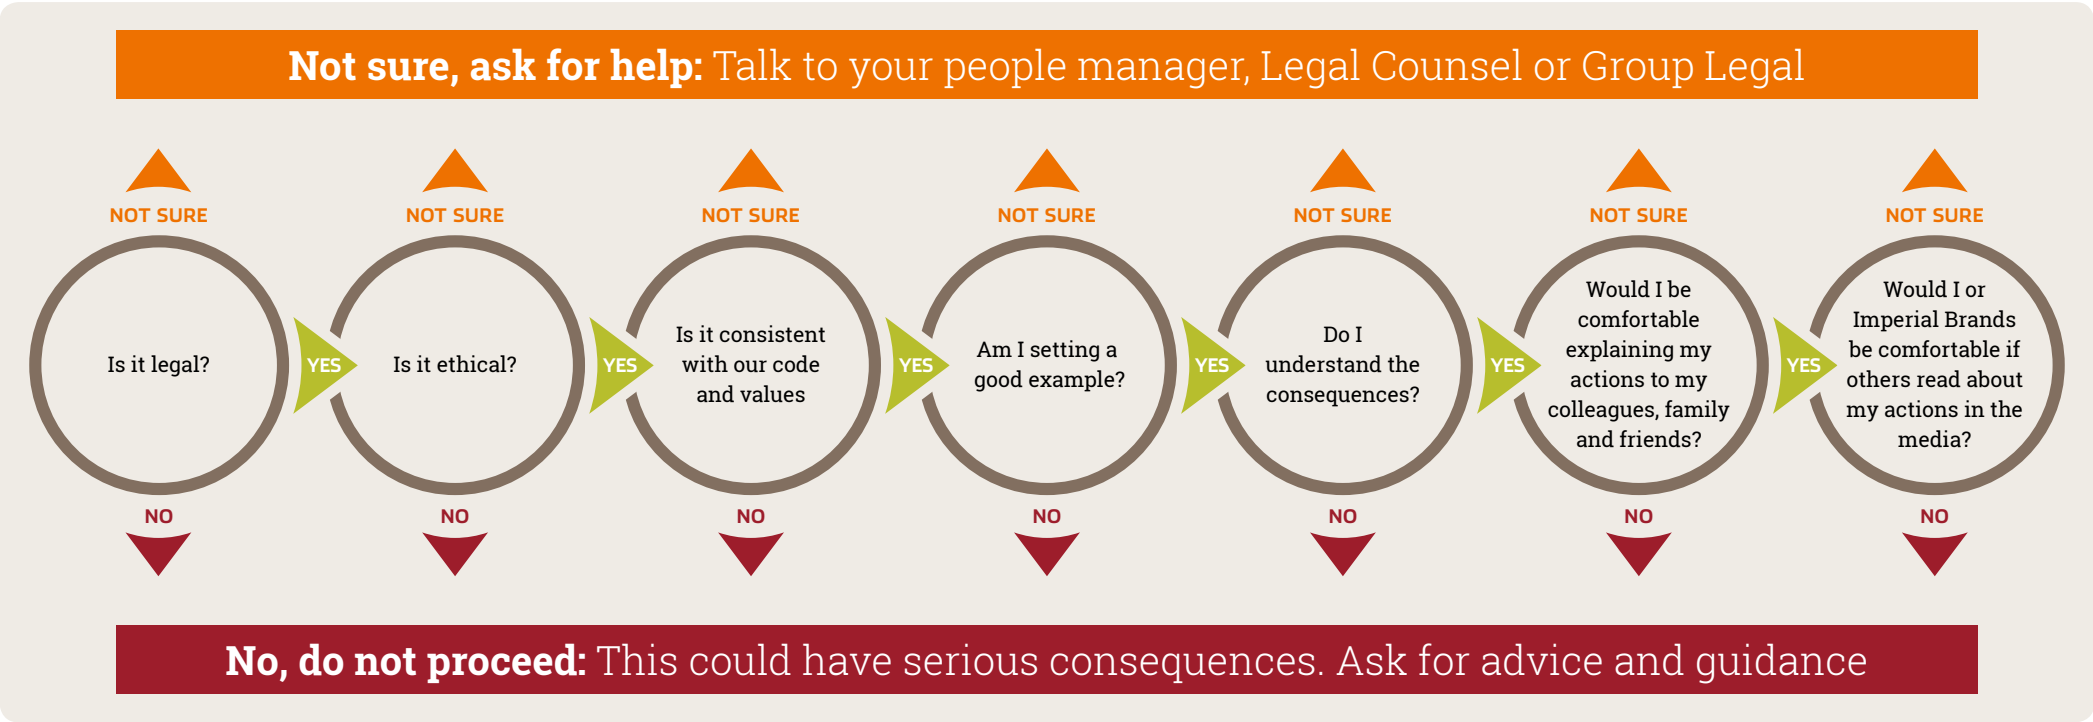 Not sure, ask for help: Talk to your people manager, Legal Counsel or Group Legal
NOT SURE
NOT SURE
NOT SURE
NOT SURE
NOT SURE
NOT SURE
NOT SURE
Is it legal?
YES
Is it ethical?
YES
Is it consistent
with our code
and values
YES
Am I setting a
good example?
YES
Do I
understand the
consequences?
YES
Would I be
comfortable
explaining my
actions to my
colleagues, family
and friends?
YES
Would I or
Imperial Brands
be comfortable if
others read about
my actions in the
media?
NO
NO
NO
NO
NO
NO
NO
No, do not proceed: This could have serious consequences. Ask for advice and guidance